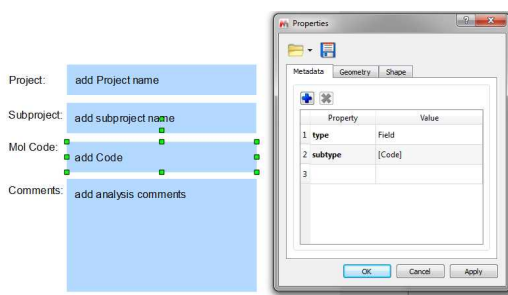 Properties
Metadata Geometry Shape
Property Value
1 type Field
2 subtype [Code]
3
OK Cancel Apply
Project: add Project name
Subproject: add subproject name
Mol Code: add Code
Comments: add analysis comments